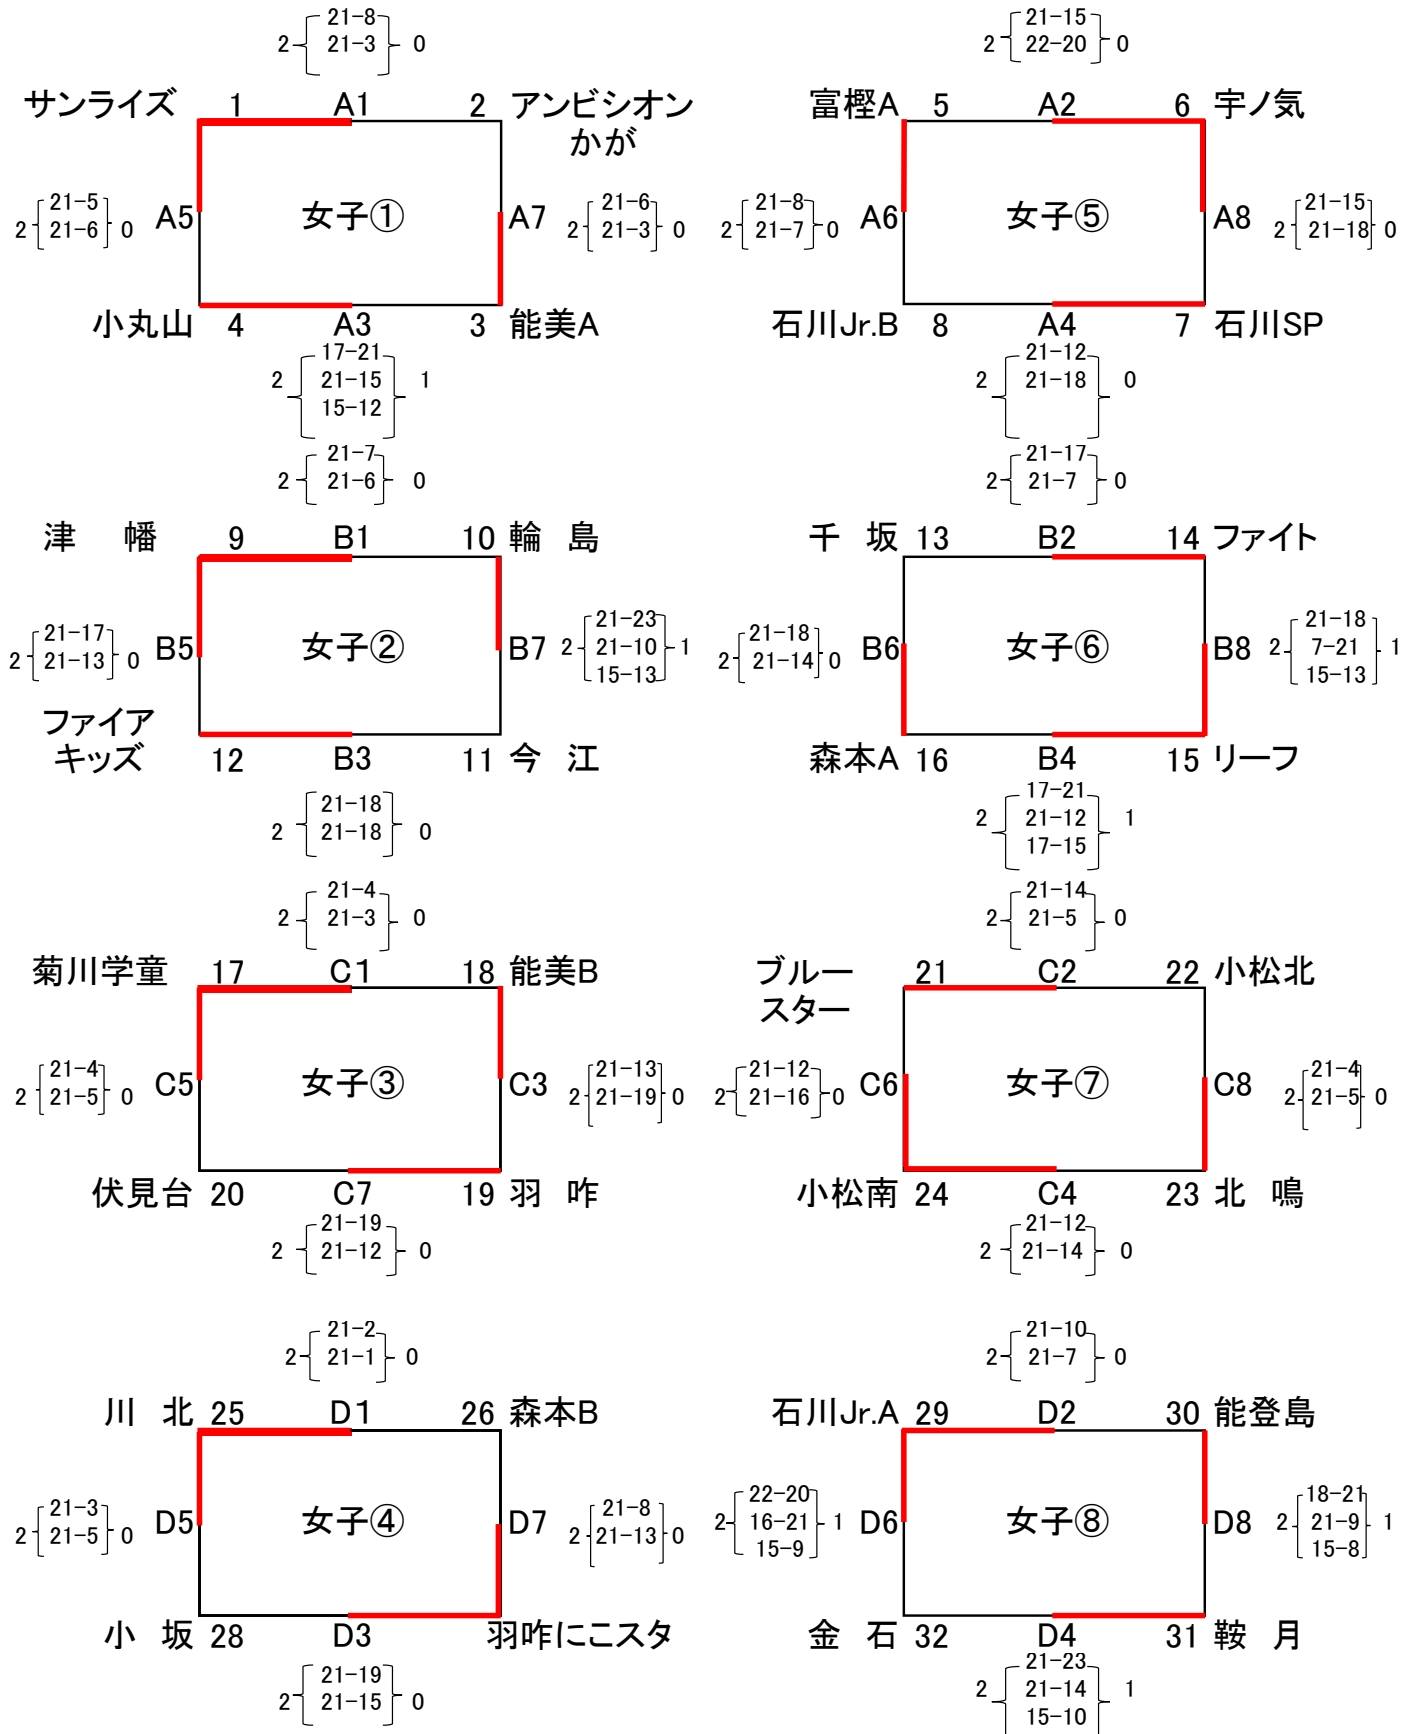 21-8
2 21-3 0
サンライズ 1 A1 2 アンビシオン
かが
21-5
2 21-6 0 A5
女子①
A7 21-6
2 21-3 0
小丸山 4 A3 3 能美A
17-21
2 21-15 1
15-12
21-15
2 22-20 0
富樫A 5 A2 6 宇ノ気
21-8
2 21-7 0 A6
女子⑤
A8 21-15
2 21-18 0
石川Jr.B 8 A4 7 石川SP
21-12
2 21-18 0
21-7
2 21-6 0
津 幡 9 B1 10 輪 島
21-17
2 21-13 0 B5
女子②
B7 21-23
2 21-10 1
15-13
ファイア
キッズ 12 B3 11 今 江
21-18
2 21-18 0
21-17
2 21-7 0
千 坂 13 B2 14 ファイト
21-18
2 21-14 0 B6
女子⑥
B8 21-18
2 7-21 1
15-13
森本A 16 B4 15 リーフ
17-21
2 21-12 1
17-15
21-4
2 21-3 0
菊川学童 17 C1 18 能美B
21-4
2 21-5 0 C5
女子③
C3 21-13
2 21-19 0
伏見台 20 C7 19 羽 咋
21-19
2 21-12 0
21-14
2 21-5 0
ブルー
スター 21 C2 22 小松北
21-12
2 21-16 0 C6
女子⑦
C8 21-4
2 21-5 0
小松南 24 C4 23 北 鳴
21-12
2 21-14 0
21-2
2 21-1 0
川 北 25 D1 26 森本B
21-3
2 21-5 0 D5
女子④
D7 21-8
2 21-13 0
小 坂 28 D3 羽咋にこスタ
21-19
2 21-15 0
21-10
2 21-7 0
石川Jr.A 29 D2 30 能登島
22-20
2 16-21 1 D6
15-9
女子⑧
D8 18-21
2 21-9 1
15-8
金 石 32 D4 31 鞍 月
21-23
2 21-14 1
15-10